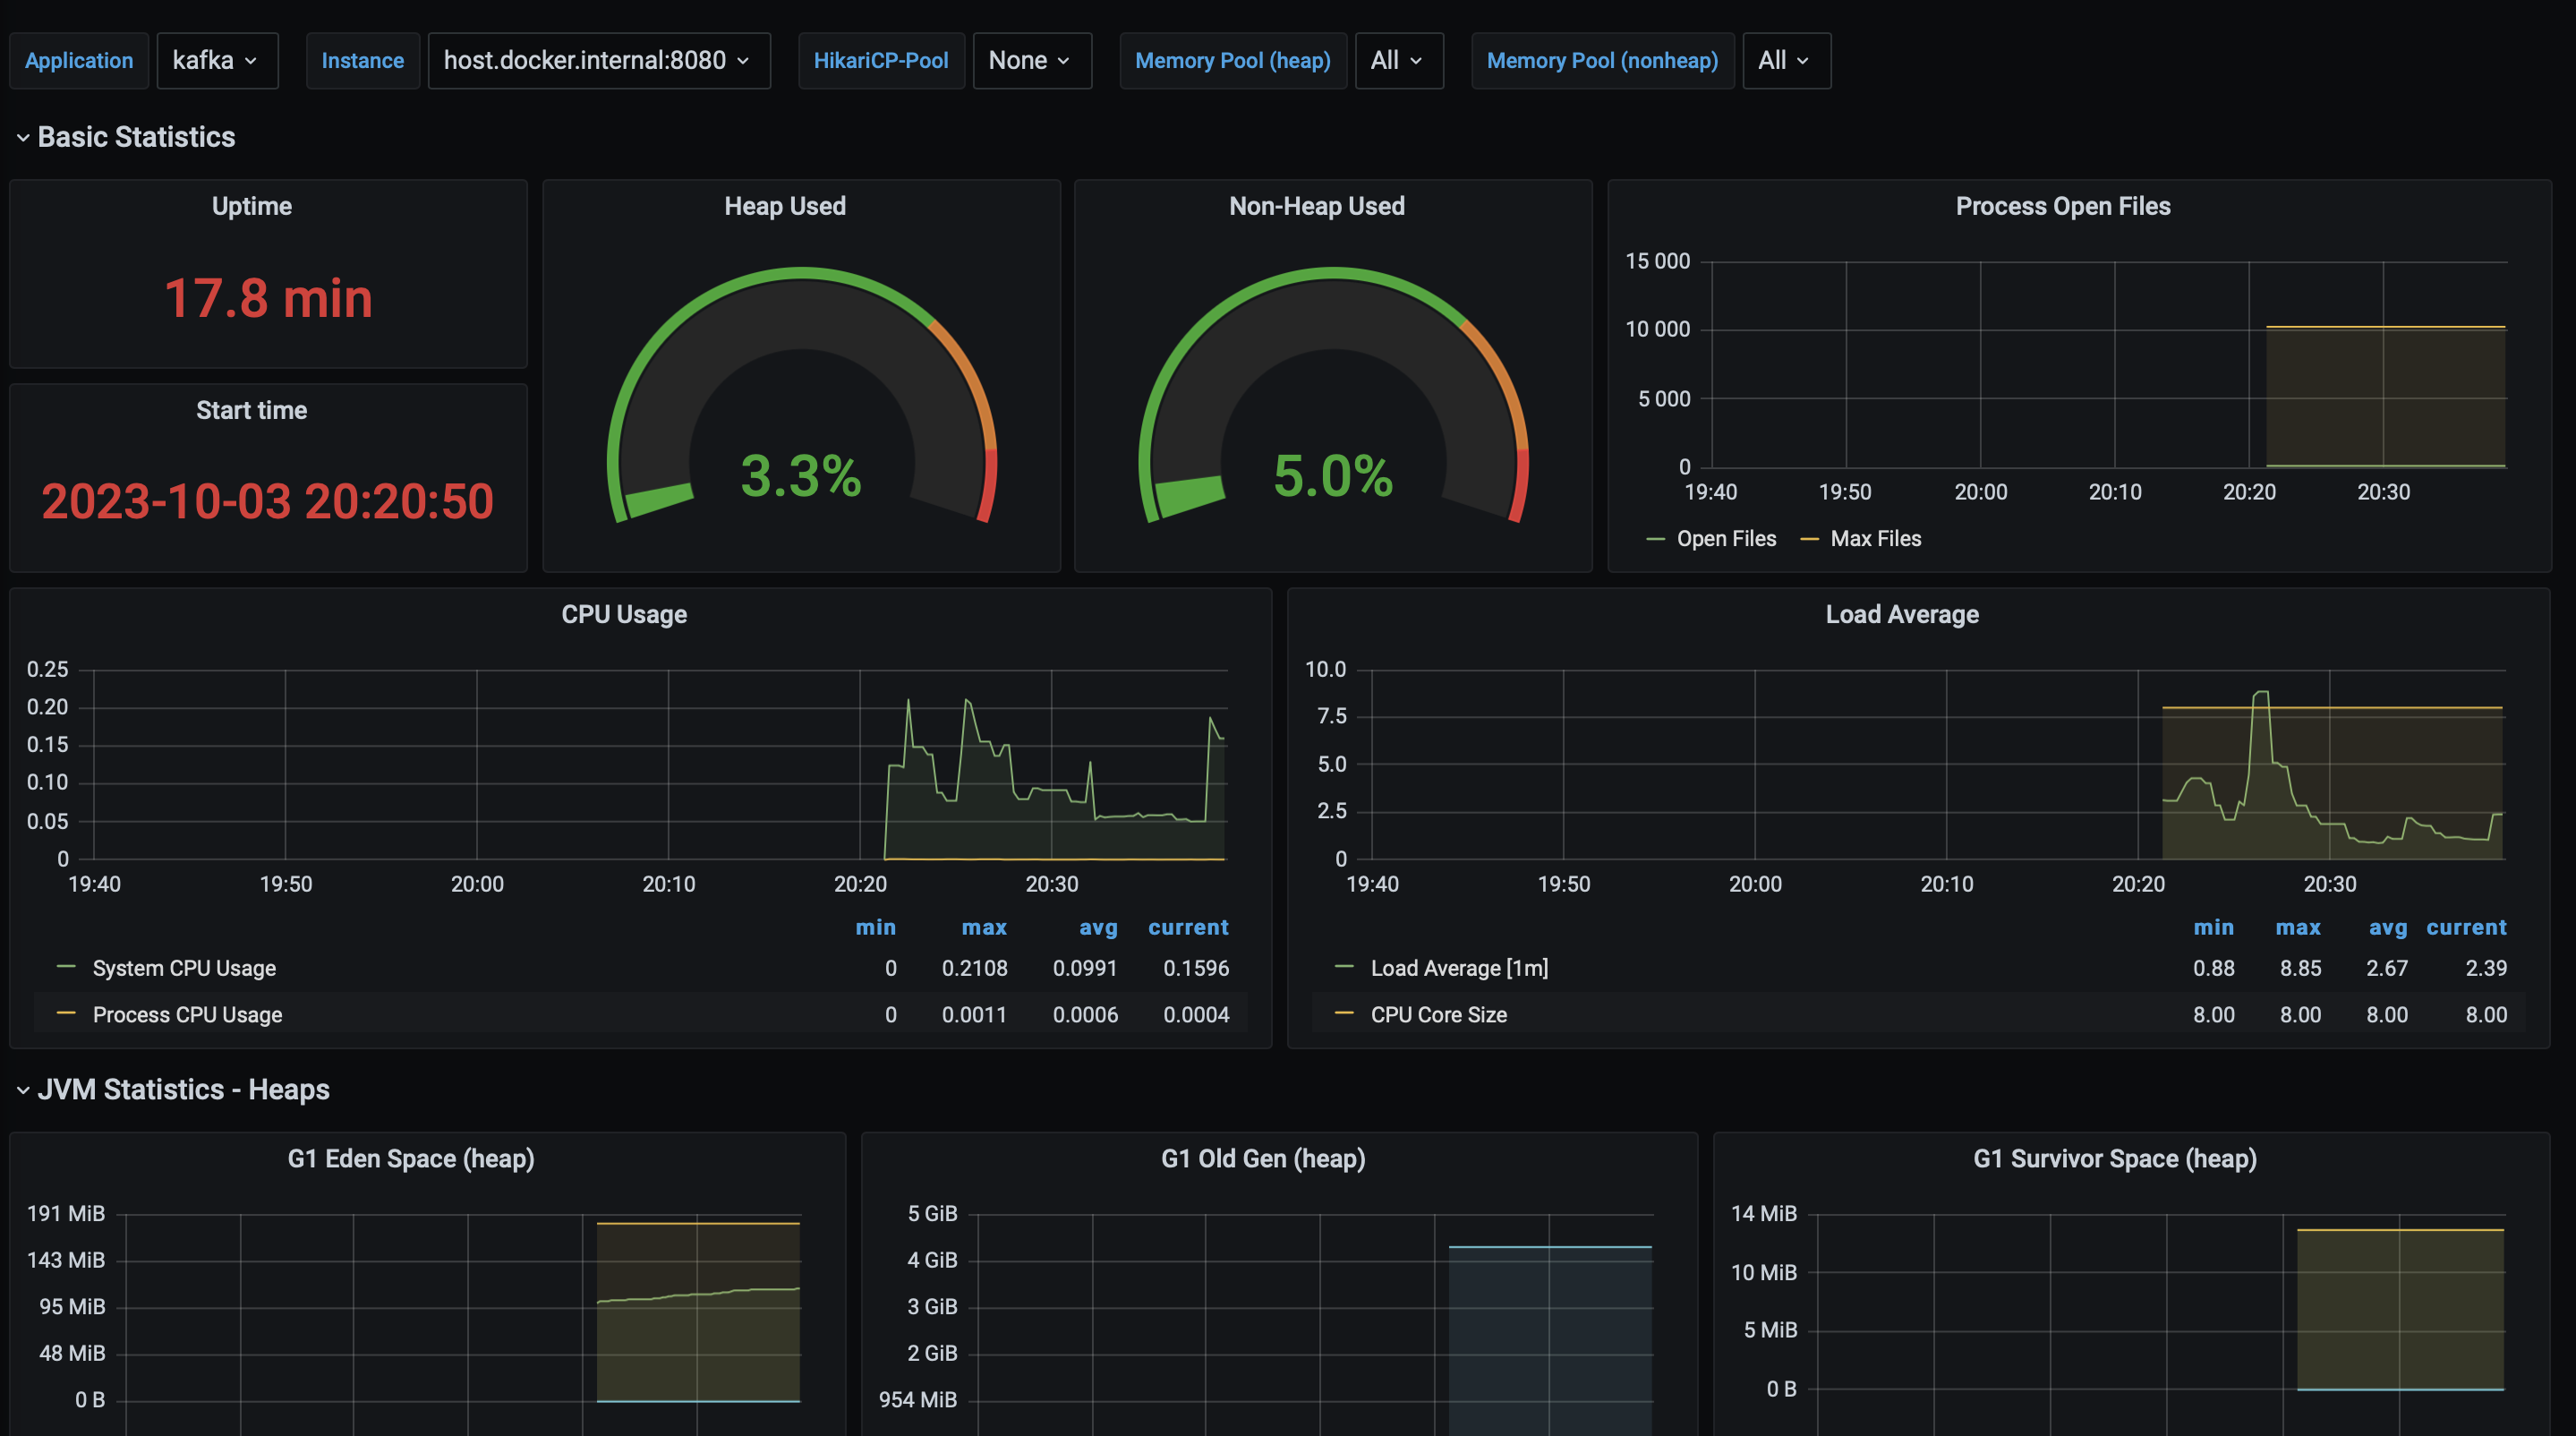 Application kafka Instance host.docker.internal:8080 HikariCP-Pool None Memory Pool (heap) All Memory Pool (nonheap) All
Basic Statistics
Uptime
17.8 min
Start time
2023-10-03 20:20:50
Heap Used
3.3%
Non-Heap Used
5.0%
Process Open Files
15 000
10 000
5 000
0
19:40 19:50 20:00 20:10 20:20 20:30
Open Files Max Files
CPU Usage
0.25
0.20
0.15
0.10
0.05
0
19:40 19:50 20:00 20:10 20:20 20:30
min max avg current
System CPU Usage 0 0.2108 0.0991 0.1596
Process CPU Usage 0 0.0011 0.0006 0.0004
Load Average
10.0
7.5
5.0
2.5
0
19:40 19:50 20:00 20:10 20:20 20:30
min max avg current
Load Average [1m] 0.88 8.85 2.67 2.39
CPU Core Size 8.00 8.00 8.00 8.00
JVM Statistics - Heaps
G1 Eden Space (heap)
191 MiB
143 MiB
95 MiB
48 MiB
0 B
G1 Old Gen (heap)
5 GiB
4 GiB
3 GiB
2 GiB
954 MiB
G1 Survivor Space (heap)
14 MiB
10 MiB
5 MiB
0 B